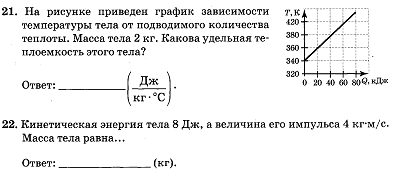 21. На рисунке приведен график зависимости
температуры тела от подводимого количества
теплоты. Масса тела 2 кг. Какова удельная те-
плоемкость этого тела?
T, К
420
400
380
360
340
320
0 20 40 60 80 Q, кДж
Ответ: ____________ (Дж / кг · °С).
22. Кинетическая энергия тела 8 Дж, а величина его импульса 4 кг·м/с.
Масса тела равна...
Ответ: ____________ (кг).